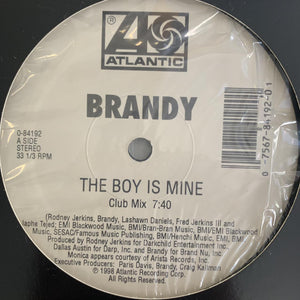 ATLANTIC
BRANDY
0-84192
A SIDE
STEREO
33 1/3 RPM
0 7567-84192-0 1
THE BOY IS MINE
Club Mix 7:40
(Rodney Jerkins, Brandy, Lashawn Daniels, Fred Jerkins III and
Japhe Tejeda; EMI Blackwood Music, BMI/Bran-Bran Music, BMI/EMI Blackwood
Music, SESAC/Famous Music Publishing, BMI/Henchi Music, EMI, BMI)
Produced by Rodney Jerkins for Darkchild Entertainment, Inc.
Dallas Austin for Darp, Inc. and Brandy for Brand Nu, Inc.
Monica appears courtesy of Arista Records, Inc.
Executive Producers: Paris Davis, Brandy, Craig Kallman
℗ 1998 Atlantic Recording Corp.
All Rights Reserved.